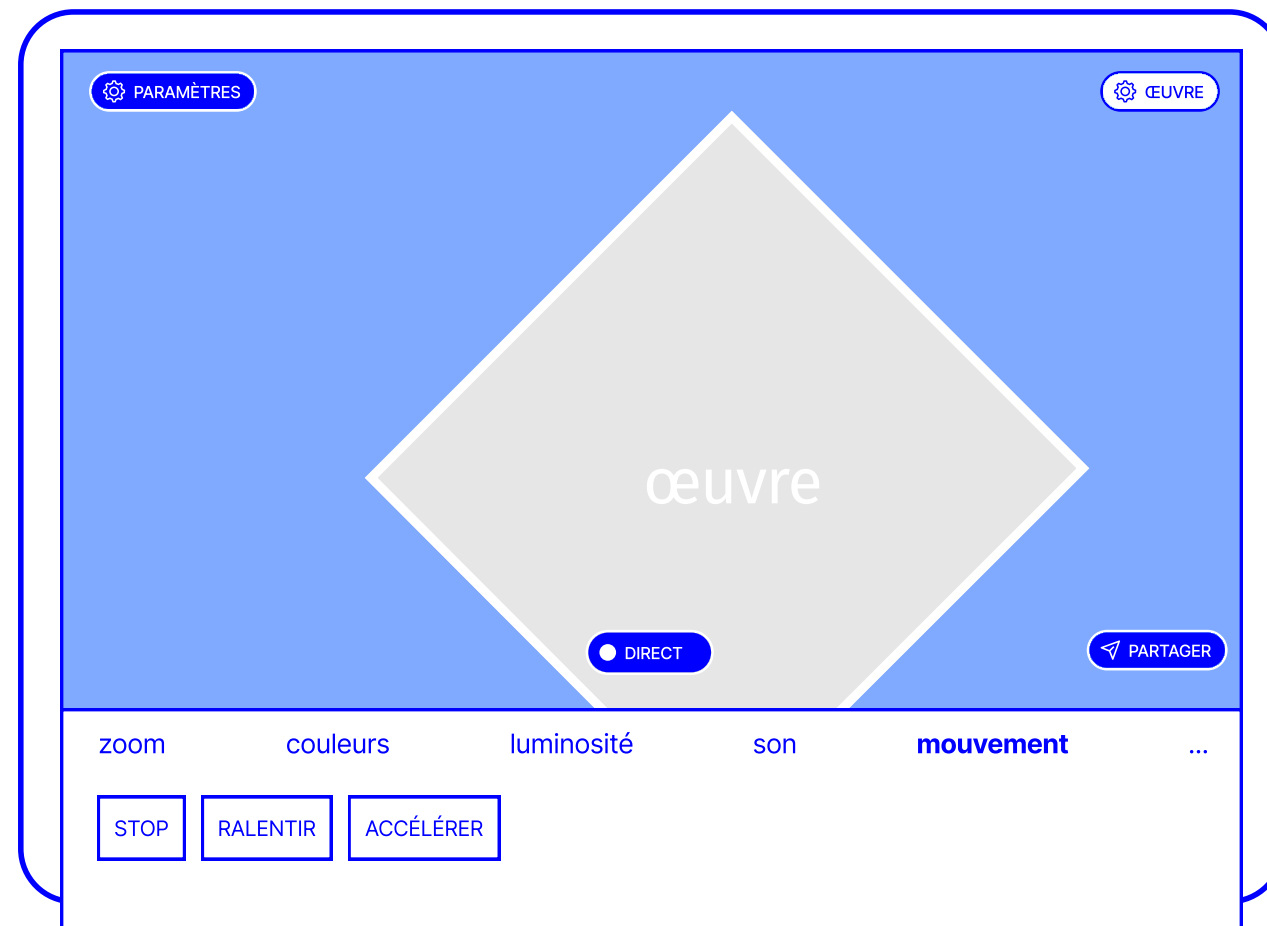 PARAMÈTRES
ŒUVRE
œuvre
DIRECT
PARTAGER
zoom couleurs luminosité son mouvement ...
STOP RALENTIR ACCÉLÉRER